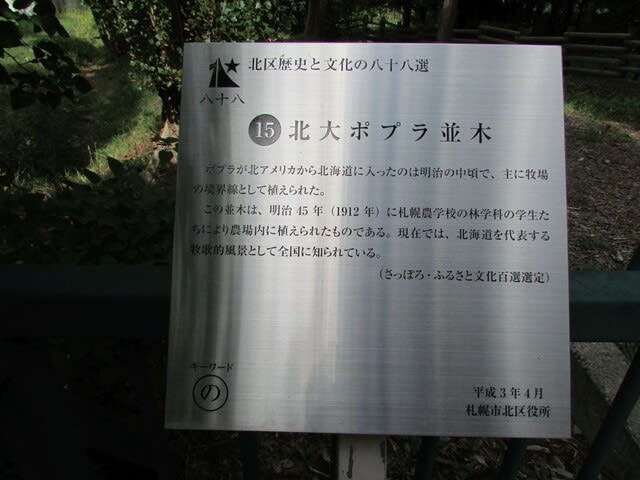 北区歴史と文化の八十八選
八十八
15 北大ポプラ並木
ポプラが北アメリカから北海道に入ったのは明治の中頃で、主に牧場
の境界線として植えられた。
この並木は、明治 45 年（1912 年）に札幌農学校の林学科の学生た
ちにより農場内に植えられたものである。現在では、北海道を代表する
牧歌的風景として全国に知られている。
（さっぽろ・ふるさと文化百選選定）
キーワード
の
平成 3 年 4 月
札幌市北区役所